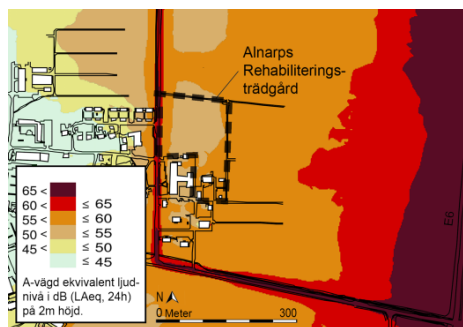 Alnarps
Rehabiliterings-
trädgård
E6
65 <
60 < ≤ 65
55 < ≤ 60
50 < ≤ 55
45 < ≤ 50
≤ 45
A-vägd ekvivalent ljud-
nivå i dB (LAeq, 24h)
på 2m höjd.
N
0 Meter 300